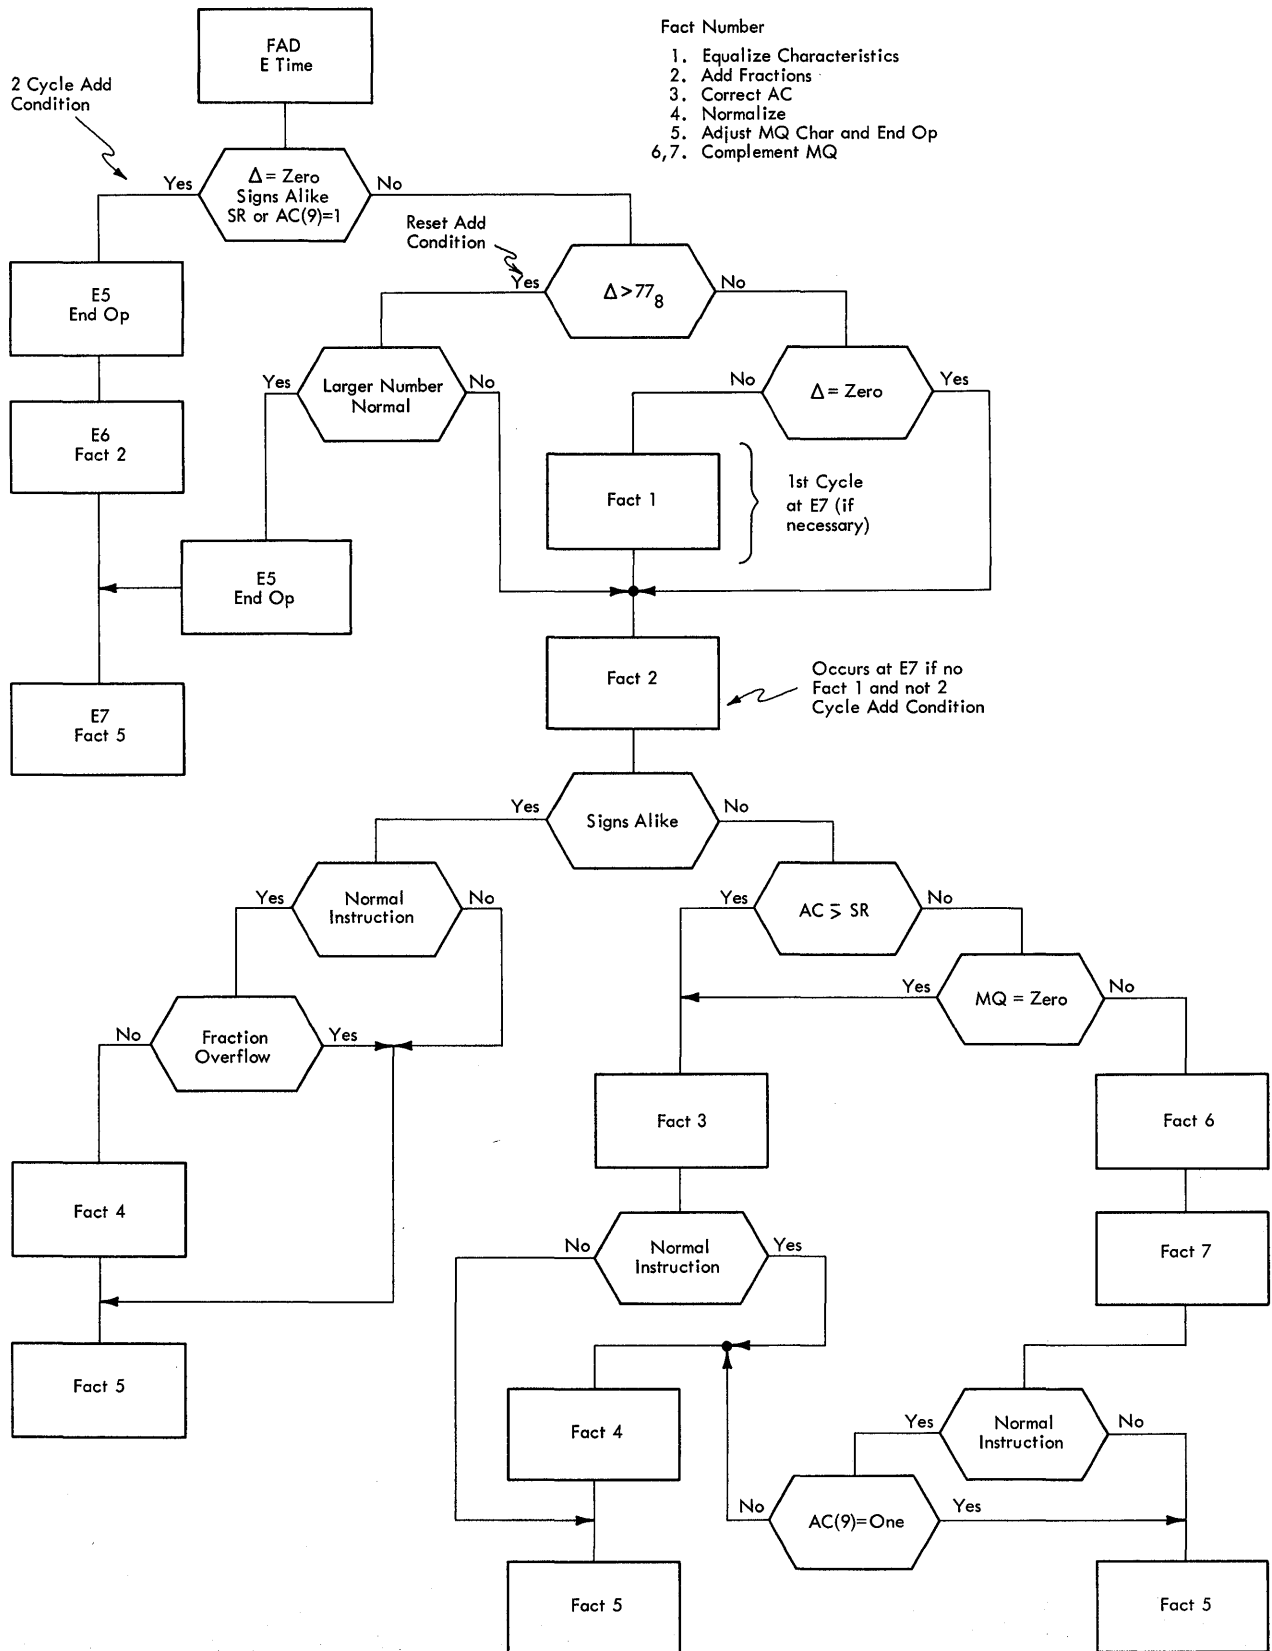 Fact Number
1. Equalize Characteristics
2. Add Fractions
3. Correct AC
4. Normalize
5. Adjust MQ Char and End Op
6,7. Complement MQ
FAD
E Time
2 Cycle Add
Condition
Yes
Δ = Zero
Signs Alike
SR or AC(9)=1
No
Reset Add
Condition
Yes
Δ > 77₈
No
E5
End Op
Yes
Larger Number
Normal
No
No
Δ = Zero
Yes
E6
Fact 2
Fact 1
1st Cycle
at E7 (if
necessary)
E5
End Op
Fact 2
Occurs at E7 if no
Fact 1 and not 2
Cycle Add Condition
E7
Fact 5
Yes
Signs Alike
No
Yes
Normal
Instruction
No
Yes
AC ⩾ SR
No
Yes
MQ = Zero
No
No
Fraction
Overflow
Yes
Fact 3
Fact 6
Fact 4
No
Normal
Instruction
Yes
Fact 7
Fact 5
Fact 4
Yes
Normal
Instruction
No
No
AC(9)=One
Yes
Fact 5
Fact 5